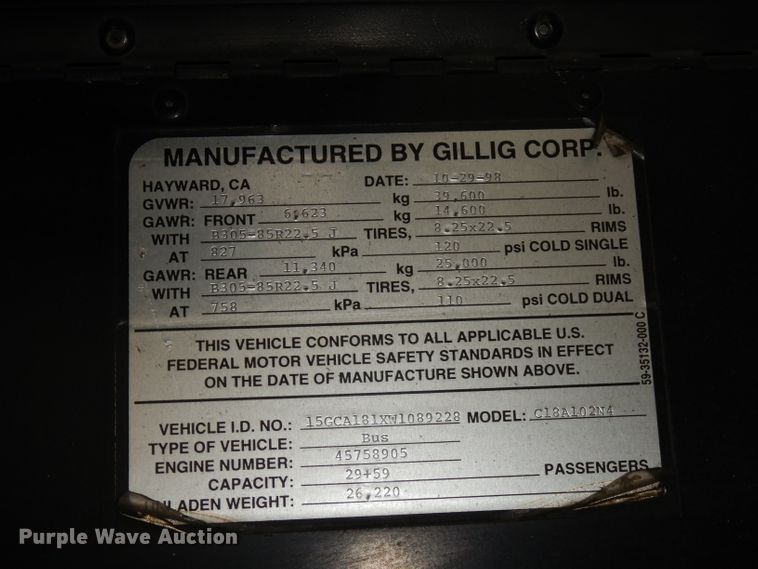 MANUFACTURED BY GILLIG CORP.
HAYWARD, CA DATE: 10-29-98
GVWR: 17,963 kg 39,600 lb.
GAWR: FRONT 6,623 kg 14,600 lb.
WITH B305-85R22.5 J TIRES, 8.25x22.5 RIMS
AT 827 kPa 120 psi COLD SINGLE
GAWR: REAR 11,340 kg 25,000 lb.
WITH B305-85R22.5 J TIRES, 8.25x22.5 RIMS
AT 758 kPa 110 psi COLD DUAL
THIS VEHICLE CONFORMS TO ALL APPLICABLE U.S.
FEDERAL MOTOR VEHICLE SAFETY STANDARDS IN EFFECT
ON THE DATE OF MANUFACTURE SHOWN ABOVE.
59-35132-000 C
VEHICLE I.D. NO.: 15GCA181XW1089228 MODEL: C18A102N4
TYPE OF VEHICLE: Bus
ENGINE NUMBER: 45758905
CAPACITY: 29+59 PASSENGERS
UNLADEN WEIGHT: 26,220
Purple Wave Auction